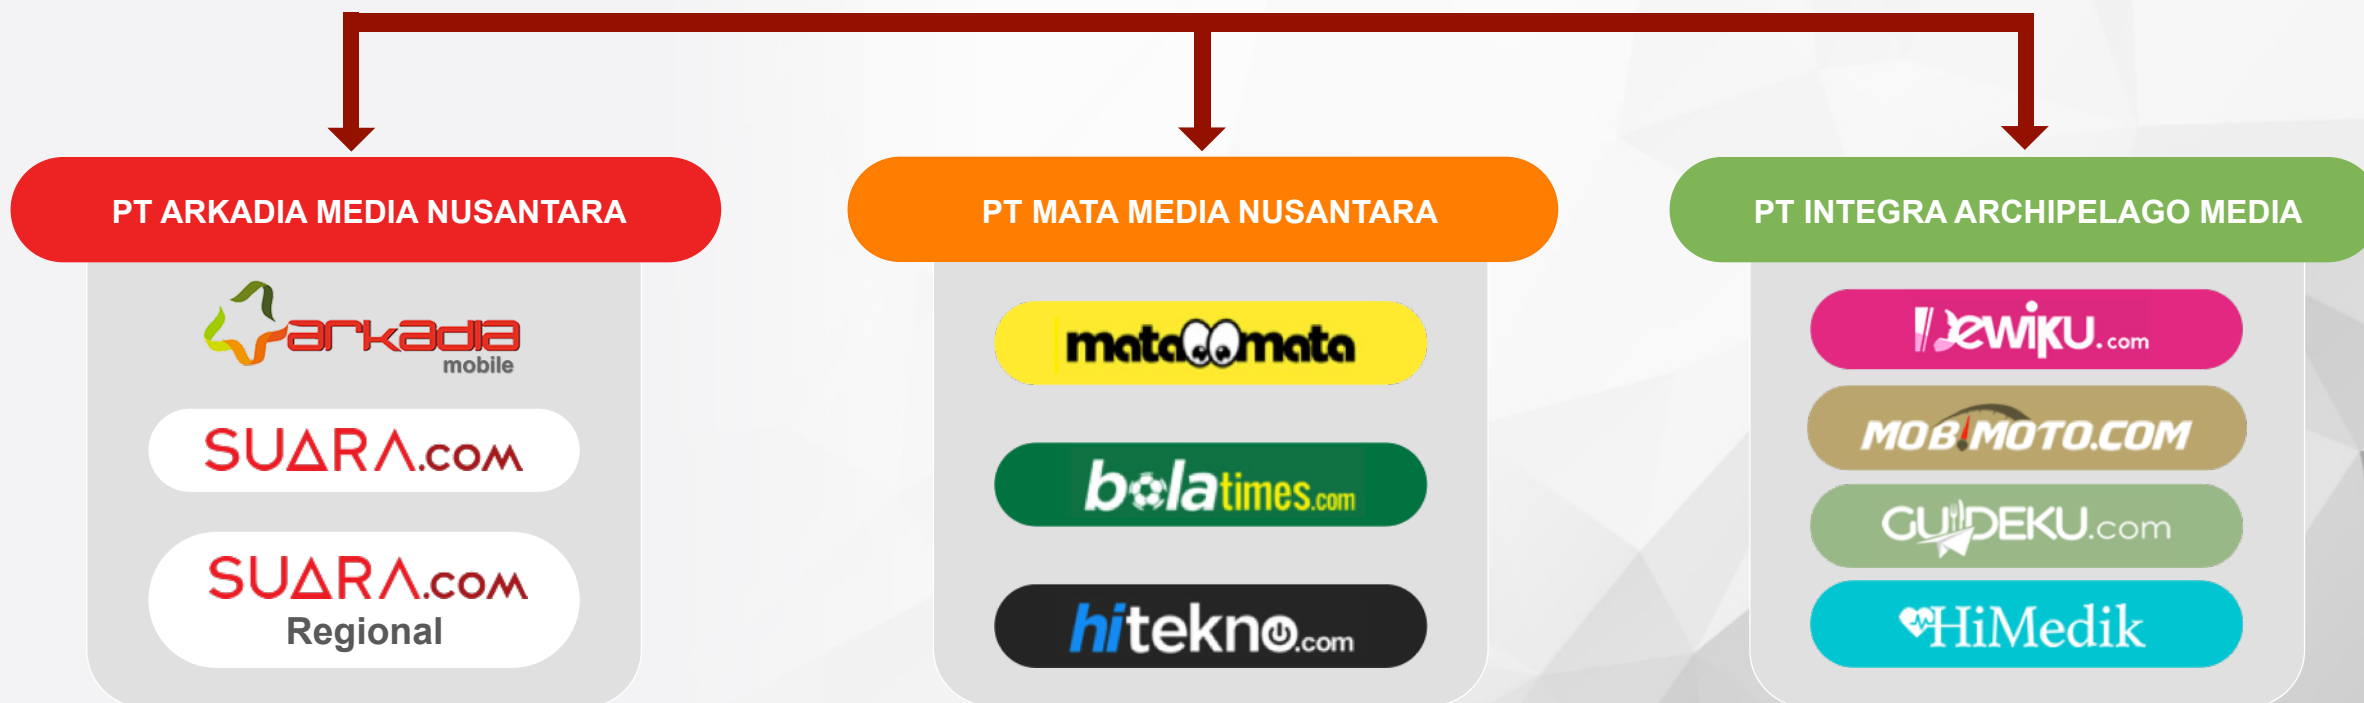 PT ARKADIA MEDIA NUSANTARA
arkadia
mobile
SUARA.COM
SUARA.COM
Regional
PT MATA MEDIA NUSANTARA
matamata
bolatimes.com
hitekno.com
PT INTEGRA ARCHIPELAGO MEDIA
Dewiku.com
MOBIMOTO.COM
GUIDEKU.com
HiMedik